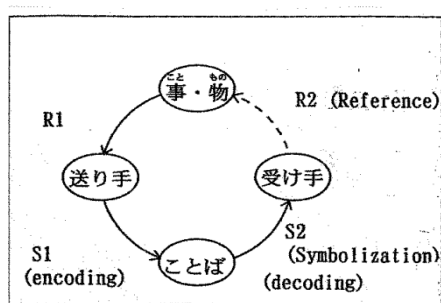 こと もの
事・物
R1
R2 (Reference)
送り手
受け手
S1
(encoding)
ことば
S2
(Symbolization)
(decoding)